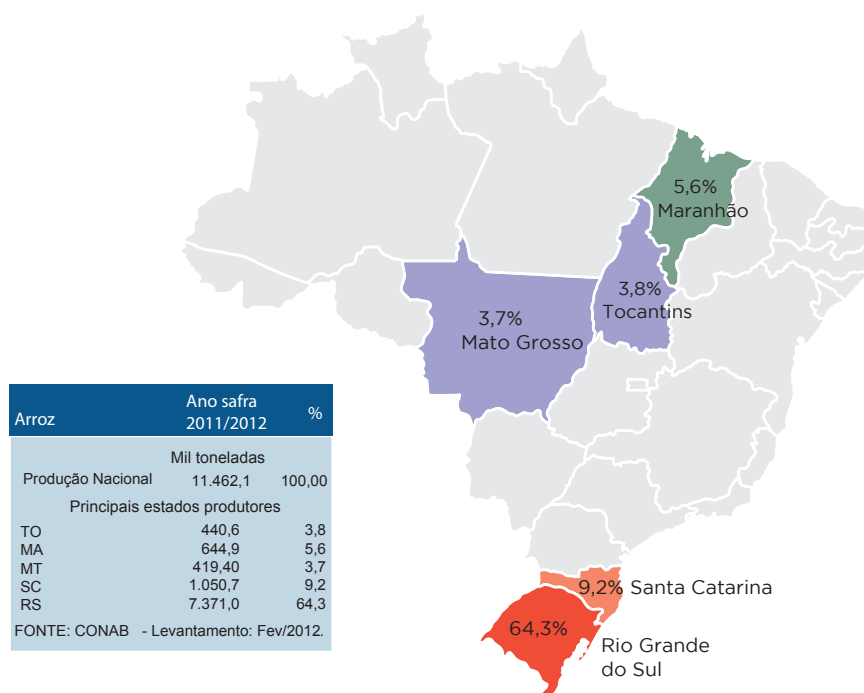 5,6%
Maranhão
3,8%
Tocantins
3,7%
Mato Grosso
Arroz Ano safra 2011/2012 %
Mil toneladas
Produção Nacional 11.462,1 100,00
Principais estados produtores
TO 440,6 3,8
MA 644,9 5,6
MT 419,40 3,7
SC 1.050,7 9,2
RS 7.371,0 64,3
FONTE: CONAB - Levantamento: Fev/2012.
9,2% Santa Catarina
64,3%
Rio Grande
do Sul